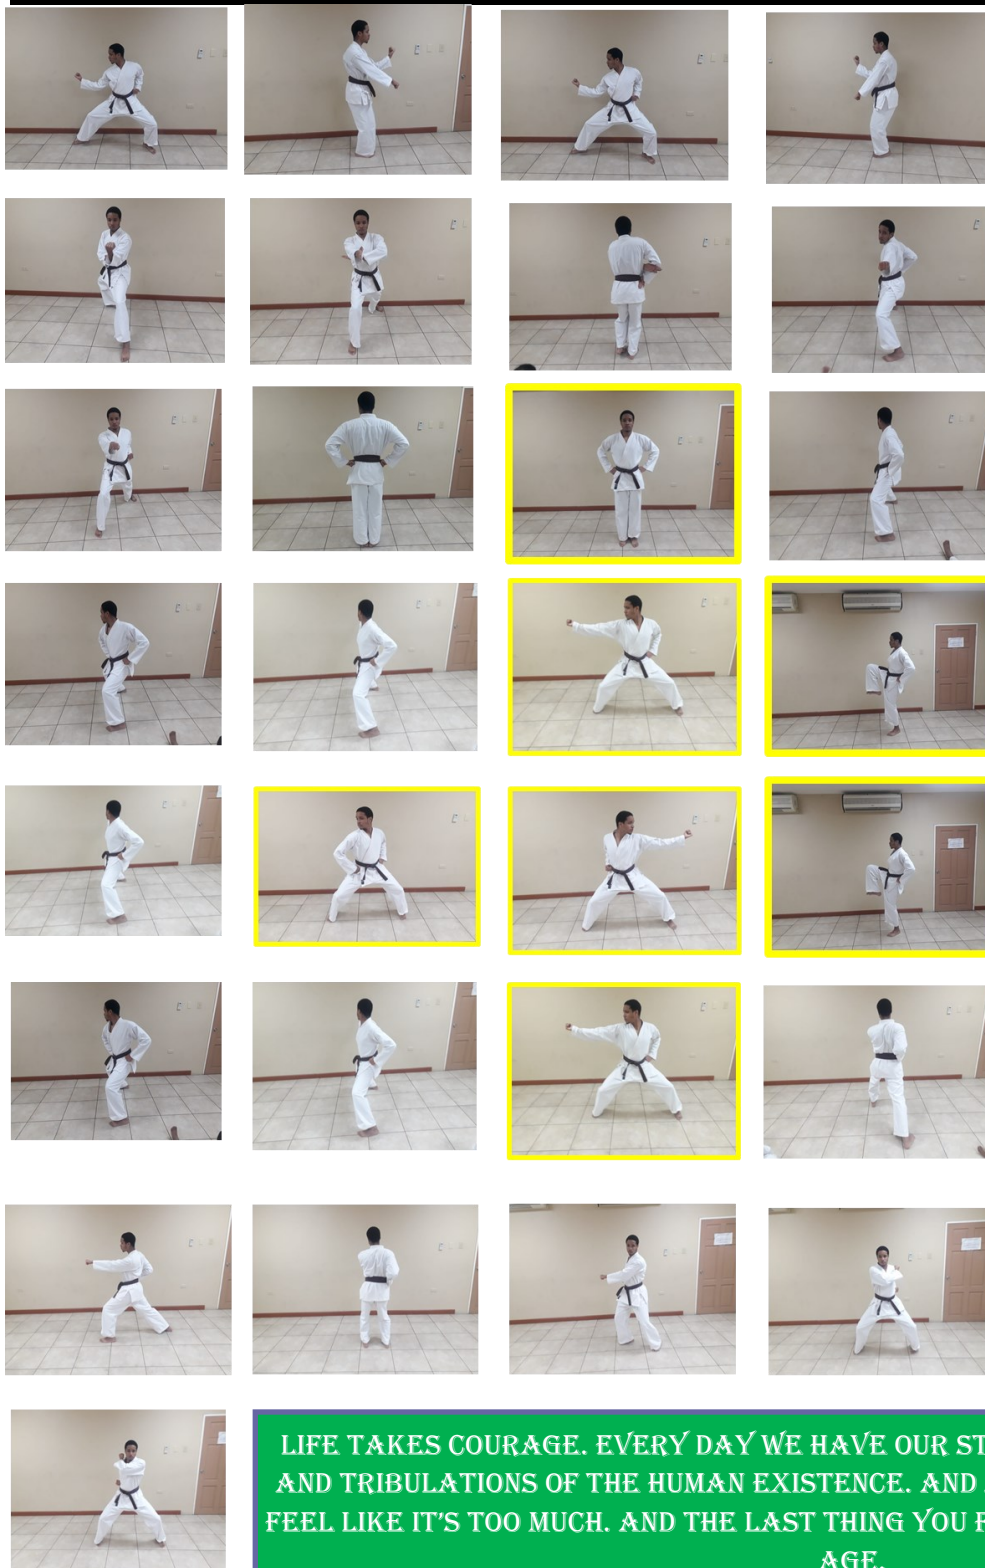 LIFE TAKES COURAGE. EVERY DAY WE HAVE OUR ST
AND TRIBULATIONS OF THE HUMAN EXISTENCE. AND
FEEL LIKE IT'S TOO MUCH. AND THE LAST THING YOU
AGE.